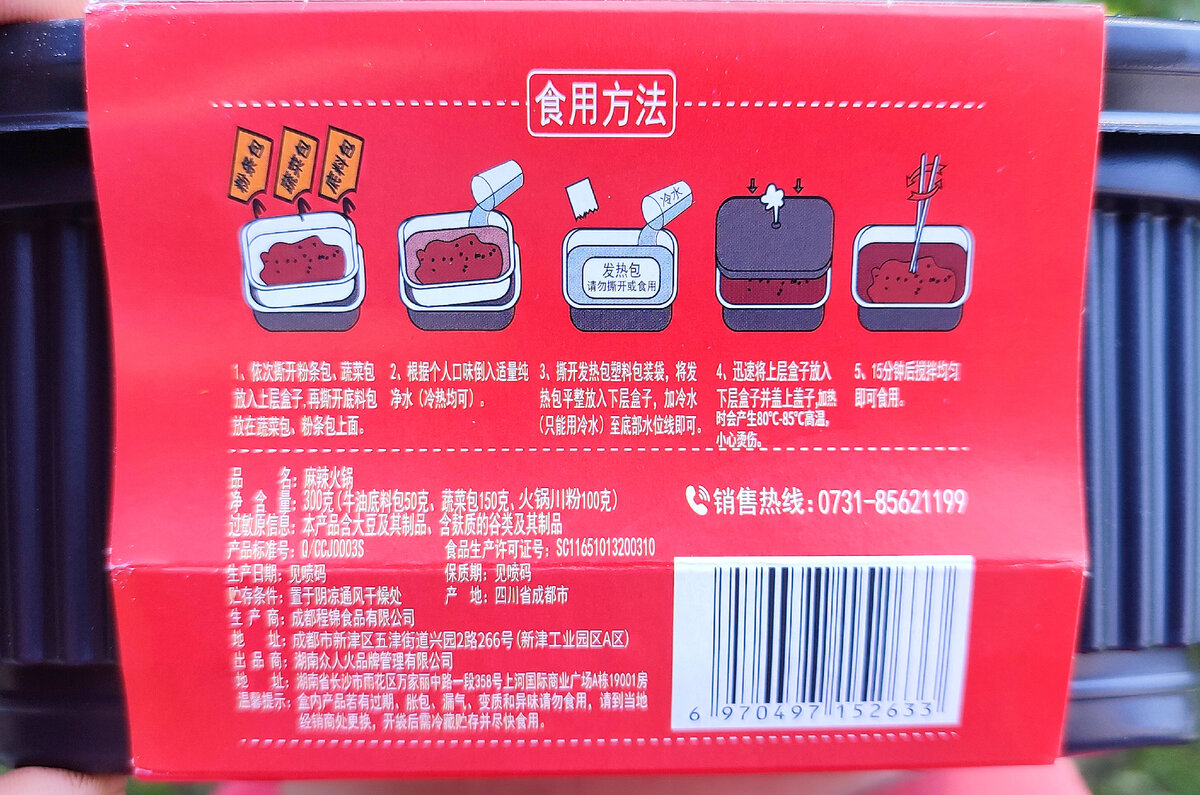 食用方法
粉条包
蔬菜包
底料包
冷水
发热包
请勿撕开或食用
1、依次撕开粉条包、蔬菜包
放入上层盒子,再撕开底料包
放在蔬菜包、粉条包上面。
2、根据个人口味倒入适量纯
净水（冷热均可）。
3、撕开发热包塑料包装袋，将发
热包平整放入下层盒子，加冷水
（只能用冷水）至底部水位线即可。
4、迅速将上层盒子放入
下层盒子并盖上盖子,加热
时会产生80℃-85℃高温,
小心烫伤。
5、15分钟后搅拌均匀
即可食用。
品 名：麻辣火锅
净 含 量：300克(牛油底料包50克、蔬菜包150克、火锅川粉100克)
过敏原信息：本产品含大豆及其制品、含麸质的谷类及其制品
产品标准号：Q/CCJ0003S 食品生产许可证号：SC11651013200310
生产日期：见喷码 保质期：见喷码
贮存条件：置于阴凉通风干燥处 产 地：四川省成都市
生 产 商：成都程锦食品有限公司
地 址：成都市新津区五津街道兴园2路266号(新津工业园区A区)
出 品 商：湖南众人火品牌管理有限公司
地 址：湖南省长沙市雨花区万家丽中路一段358号上河国际商业广场A栋19001房
温馨提示：盒内产品若有过期、胀包、漏气、变质和异味请勿食用，请到当地
经销商处更换，开袋后需冷藏贮存并尽快食用。
销售热线：0731-85621199
6 970497 152633